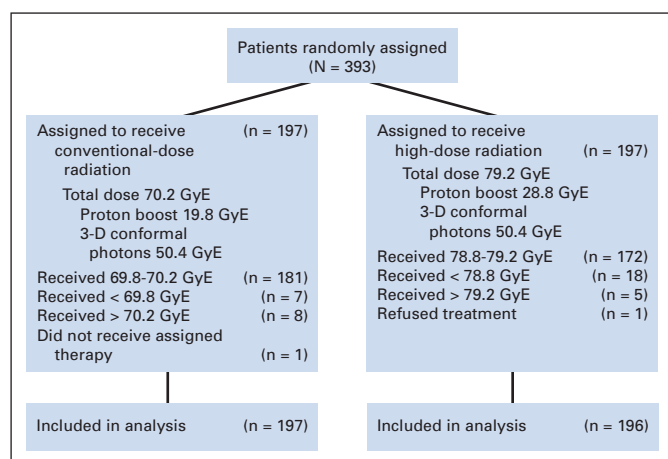 Patients randomly assigned
(N = 393)
Assigned to receive (n = 197)
conventional-dose
radiation
Total dose 70.2 GyE
Proton boost 19.8 GyE
3-D conformal
photons 50.4 GyE
Received 69.8-70.2 GyE (n = 181)
Received < 69.8 GyE (n = 7)
Received > 70.2 GyE (n = 8)
Did not receive assigned
therapy (n = 1)
Included in analysis (n = 197)
Assigned to receive
high-dose radiation (n = 197)
Total dose 79.2 GyE
Proton boost 28.8 GyE
3-D conformal
photons 50.4 GyE
Received 78.8-79.2 GyE (n = 172)
Received < 78.8 GyE (n = 18)
Received > 79.2 GyE (n = 5)
Refused treatment (n = 1)
Included in analysis (n = 196)